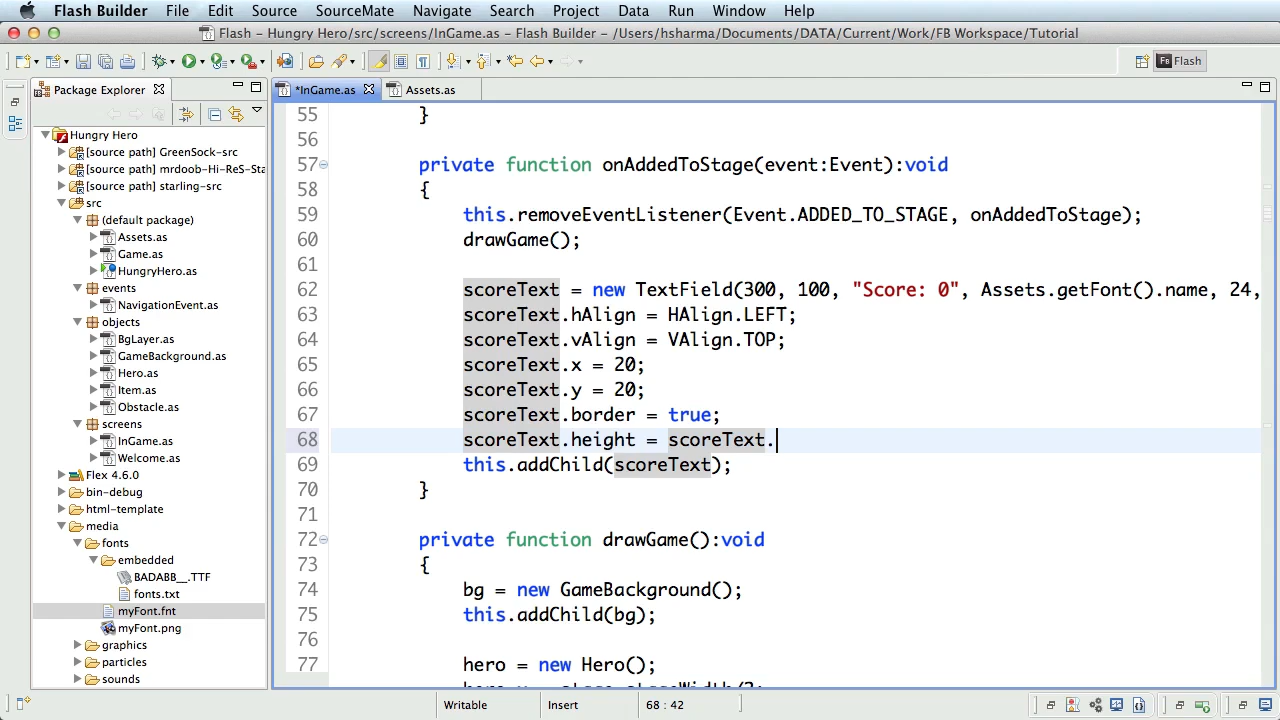 Flash Builder File Edit Source SourceMate Navigate Search Project Data Run Window Help
Flash - Hungry Hero/src/screens/InGame.as - Flash Builder - /Users/hsharma/Documents/DATA/Current/Work/FB Workspace/Tutorial
Fb Flash
Package Explorer
*InGame.as
Assets.as
Hungry Hero
[source path] GreenSock-src
[source path] mrdoob-Hi-ReS-Sta
[source path] starling-src
src
(default package)
Assets.as
Game.as
HungryHero.as
events
NavigationEvent.as
objects
BgLayer.as
GameBackground.as
Hero.as
Item.as
Obstacle.as
screens
InGame.as
Welcome.as
Flex 4.6.0
bin-debug
html-template
media
fonts
embedded
BADABB__.TTF
fonts.txt
myFont.fnt
myFont.png
graphics
particles
sounds
55 }
56
57 private function onAddedToStage(event:Event):void
58 {
59 this.removeEventListener(Event.ADDED_TO_STAGE, onAddedToStage);
60 drawGame();
61
62 scoreText = new TextField(300, 100, "Score: 0", Assets.getFont().name, 24,
63 scoreText.hAlign = HAlign.LEFT;
64 scoreText.vAlign = VAlign.TOP;
65 scoreText.x = 20;
66 scoreText.y = 20;
67 scoreText.border = true;
68 scoreText.height = scoreText.
69 this.addChild(scoreText);
70 }
71
72 private function drawGame():void
73 {
74 bg = new GameBackground();
75 this.addChild(bg);
76
77 hero = new Hero();
Writable Insert 68 : 42